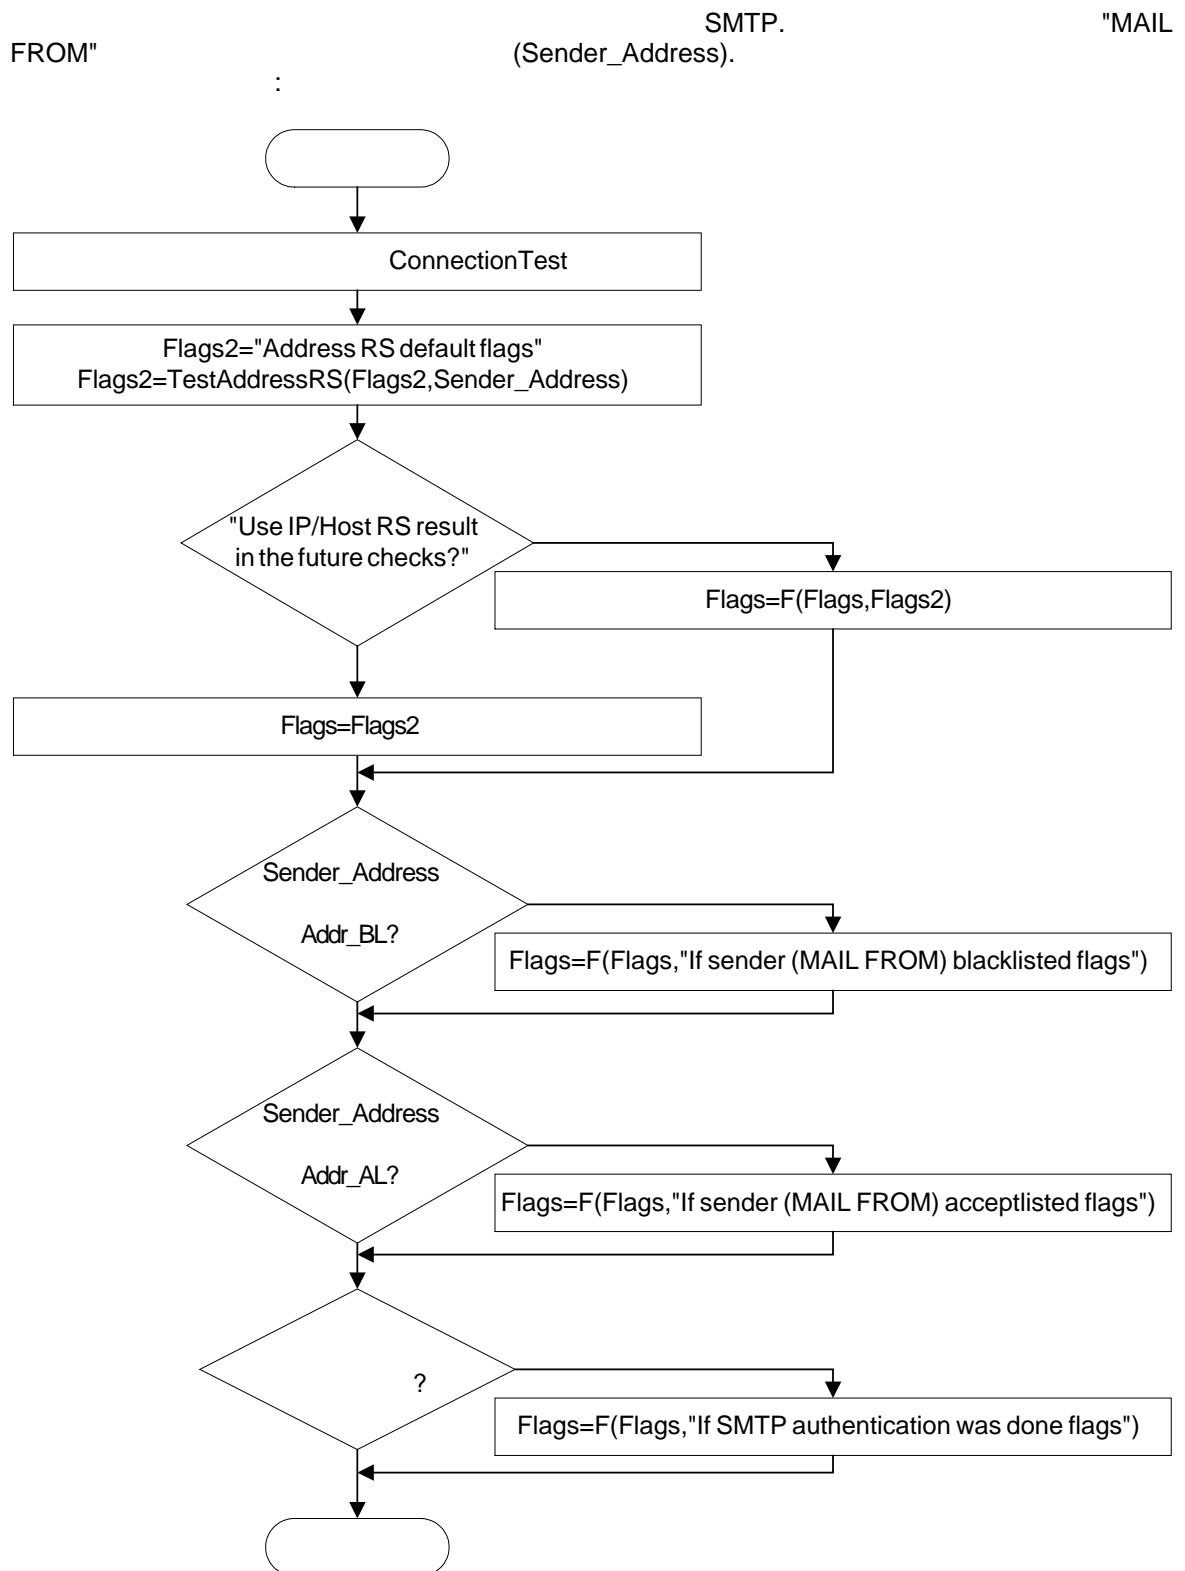 SMTP. "MAIL
FROM" (Sender_Address).
:
ConnectionTest
Flags2="Address RS default flags"
Flags2=TestAddressRS(Flags2,Sender_Address)
"Use IP/Host RS result
in the future checks?"
Flags=F(Flags,Flags2)
Flags=Flags2
Sender_Address
Addr_BL?
Flags=F(Flags,"If sender (MAIL FROM) blacklisted flags")
Sender_Address
Addr_AL?
Flags=F(Flags,"If sender (MAIL FROM) acceptlisted flags")
?
Flags=F(Flags,"If SMTP authentication was done flags")